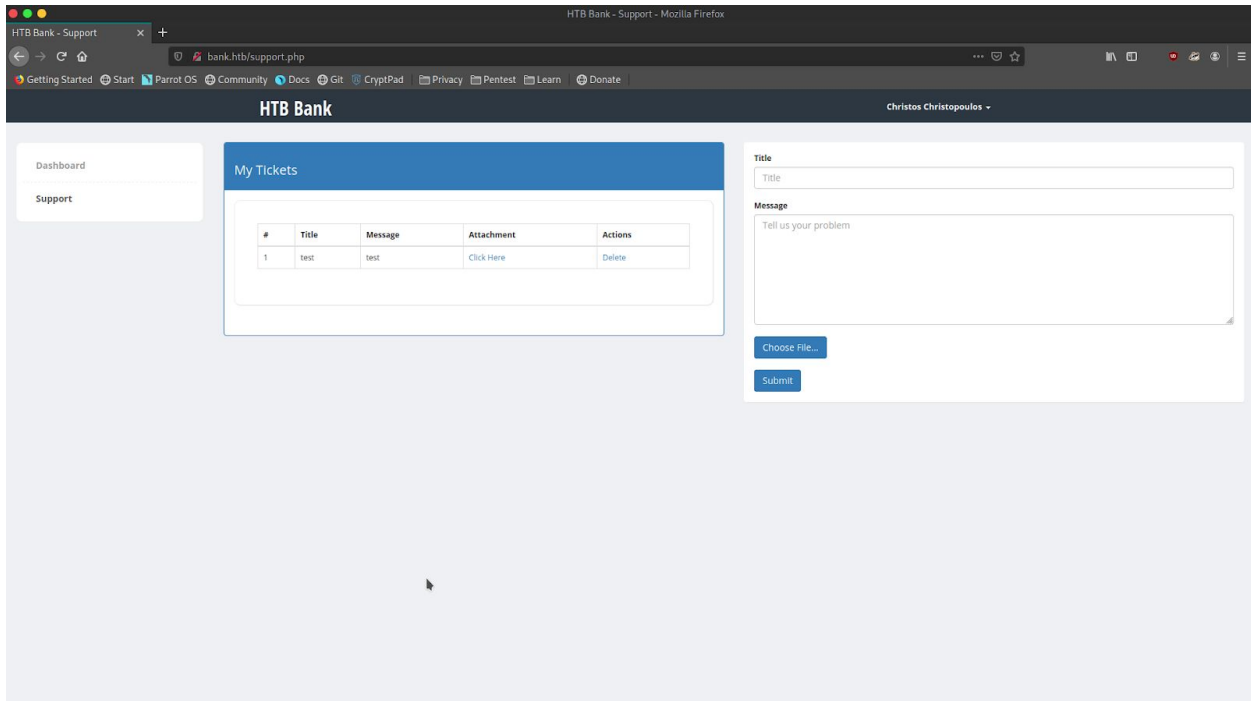 HTB Bank - Support - Mozilla Firefox
HTB Bank - Support
bank.htb/support.php
Getting Started Start Parrot OS Community Docs Git CryptPad Privacy Pentest Learn Donate
HTB Bank
Christos Christopoulos
Dashboard
Support
My Tickets
# Title Message Attachment Actions
1 test test Click Here Delete
Title
Title
Message
Tell us your problem
Choose File...
Submit